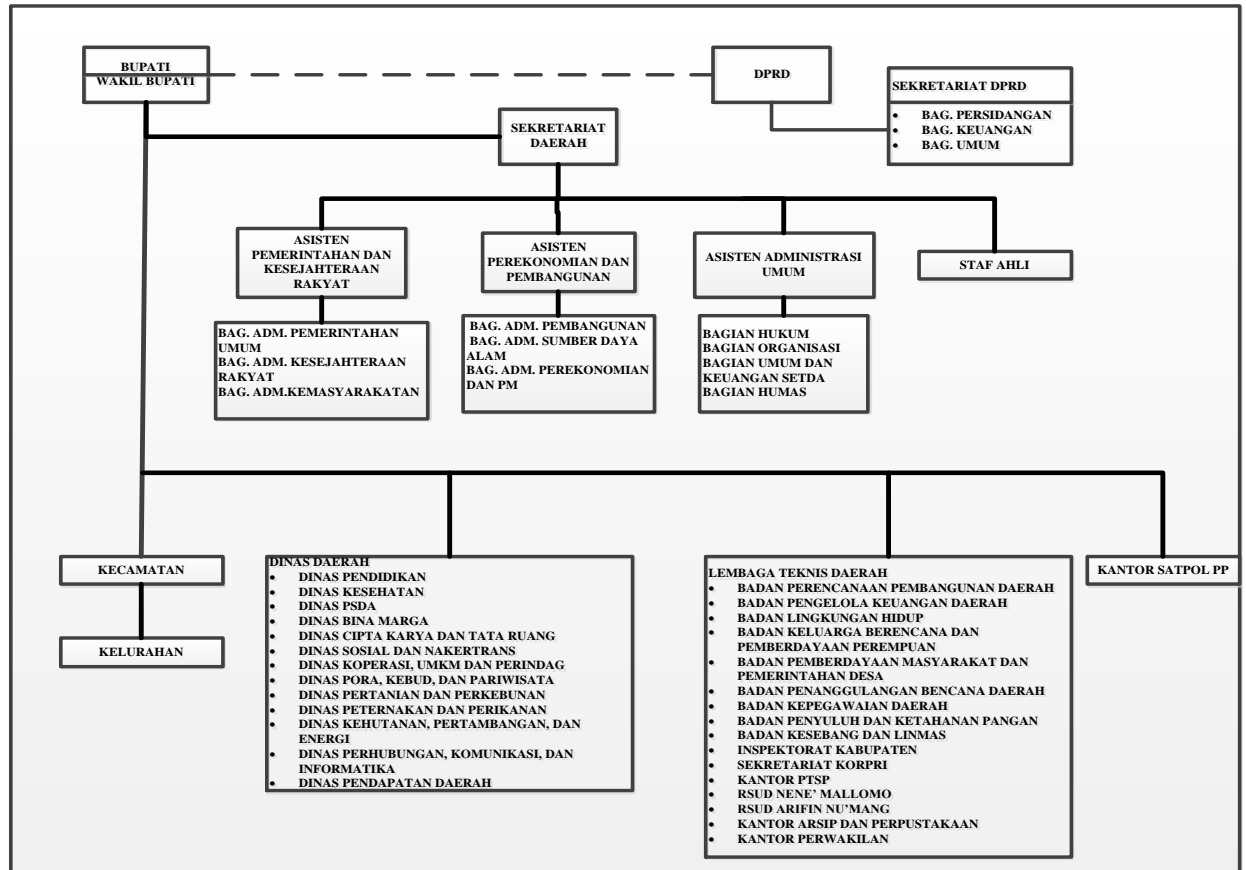 BUPATI
WAKIL BUPATI
DPRD
SEKRETARIAT DPRD
• BAG. PERSIDANGAN
• BAG. KEUANGAN
• BAG. UMUM
SEKRETARIAT
DAERAH
ASISTEN
PEMERINTAHAN DAN
KESEJAHTERAAN
RAKYAT
ASISTEN
PEREKONOMIAN DAN
PEMBANGUNAN
ASISTEN ADMINISTRASI
UMUM
STAF AHLI
BAG. ADM. PEMERINTAHAN
UMUM
BAG. ADM. KESEJAHTERAAN
RAKYAT
BAG. ADM.KEMASYARAKATAN
BAG. ADM. PEMBANGUNAN
BAG. ADM. SUMBER DAYA
ALAM
BAG. ADM. PEREKONOMIAN
DAN PM
BAGIAN HUKUM
BAGIAN ORGANISASI
BAGIAN UMUM DAN
KEUANGAN SETDA
BAGIAN HUMAS
KECAMATAN
KELURAHAN
DINAS DAERAH
• DINAS PENDIDIKAN
• DINAS KESEHATAN
• DINAS PSDA
• DINAS BINA MARGA
• DINAS CIPTA KARYA DAN TATA RUANG
• DINAS SOSIAL DAN NAKERTRANS
• DINAS KOPERASI, UMKM DAN PERINDAG
• DINAS PORA, KEBUD, DAN PARIWISATA
• DINAS PERTANIAN DAN PERKEBUNAN
• DINAS PETERNAKAN DAN PERIKANAN
• DINAS KEHUTANAN, PERTAMBANGAN, DAN
ENERGI
• DINAS PERHUBUNGAN, KOMUNIKASI, DAN
INFORMATIKA
• DINAS PENDAPATAN DAERAH
LEMBAGA TEKNIS DAERAH
• BADAN PERENCANAAN PEMBANGUNAN DAERAH
• BADAN PENGELOLA KEUANGAN DAERAH
• BADAN LINGKUNGAN HIDUP
• BADAN KELUARGA BERENCANA DAN
PEMBERDAYAAN PEREMPUAN
• BADAN PEMBERDAYAAN MASYARAKAT DAN
PEMERINTAHAN DESA
• BADAN PENANGGULANGAN BENCANA DAERAH
• BADAN KEPEGAWAIAN DAERAH
• BADAN PENYULUH DAN KETAHANAN PANGAN
• BADAN KESEBANG DAN LINMAS
• INSPEKTORAT KABUPATEN
• SEKRETARIAT KORPRI
• KANTOR PTSP
• RSUD NENE’ MALLOMO
• RSUD ARIFIN NU’MANG
• KANTOR ARSIP DAN PERPUSTAKAAN
• KANTOR PERWAKILAN
KANTOR SATPOL PP